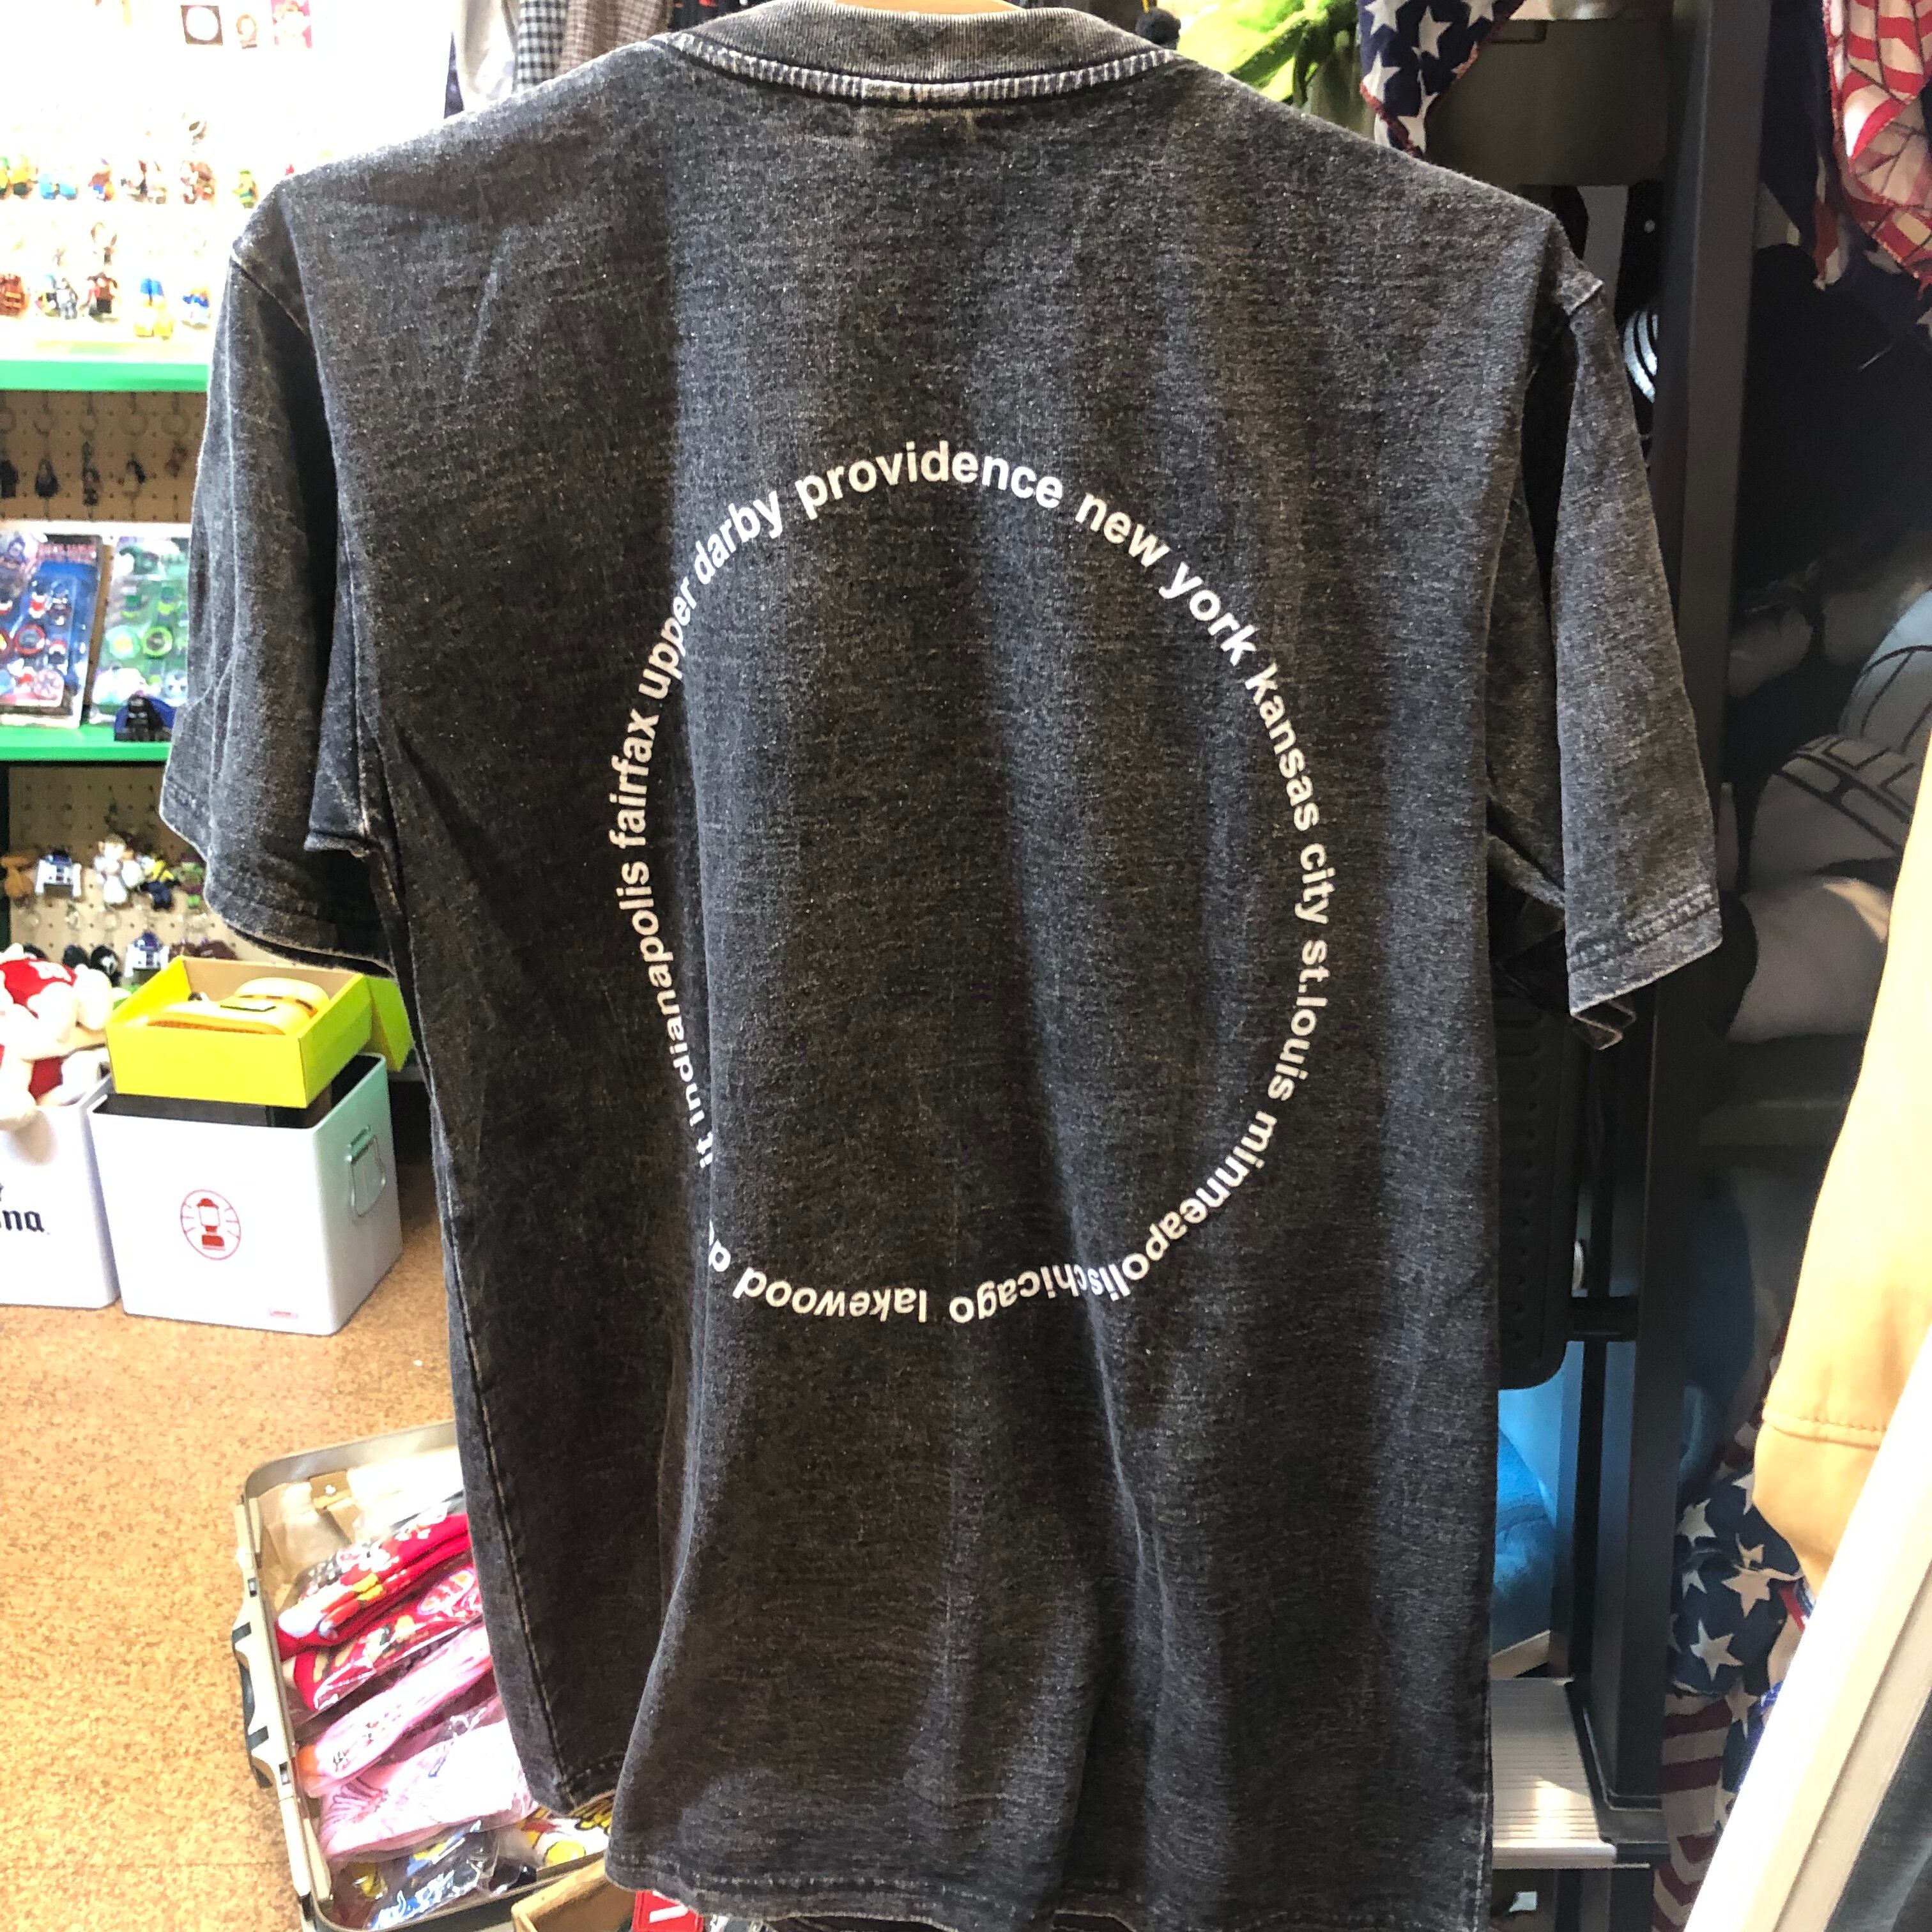 providence new york kansas city st.louis minneapolis chicago lakewood indianapolis fairfax upper darby